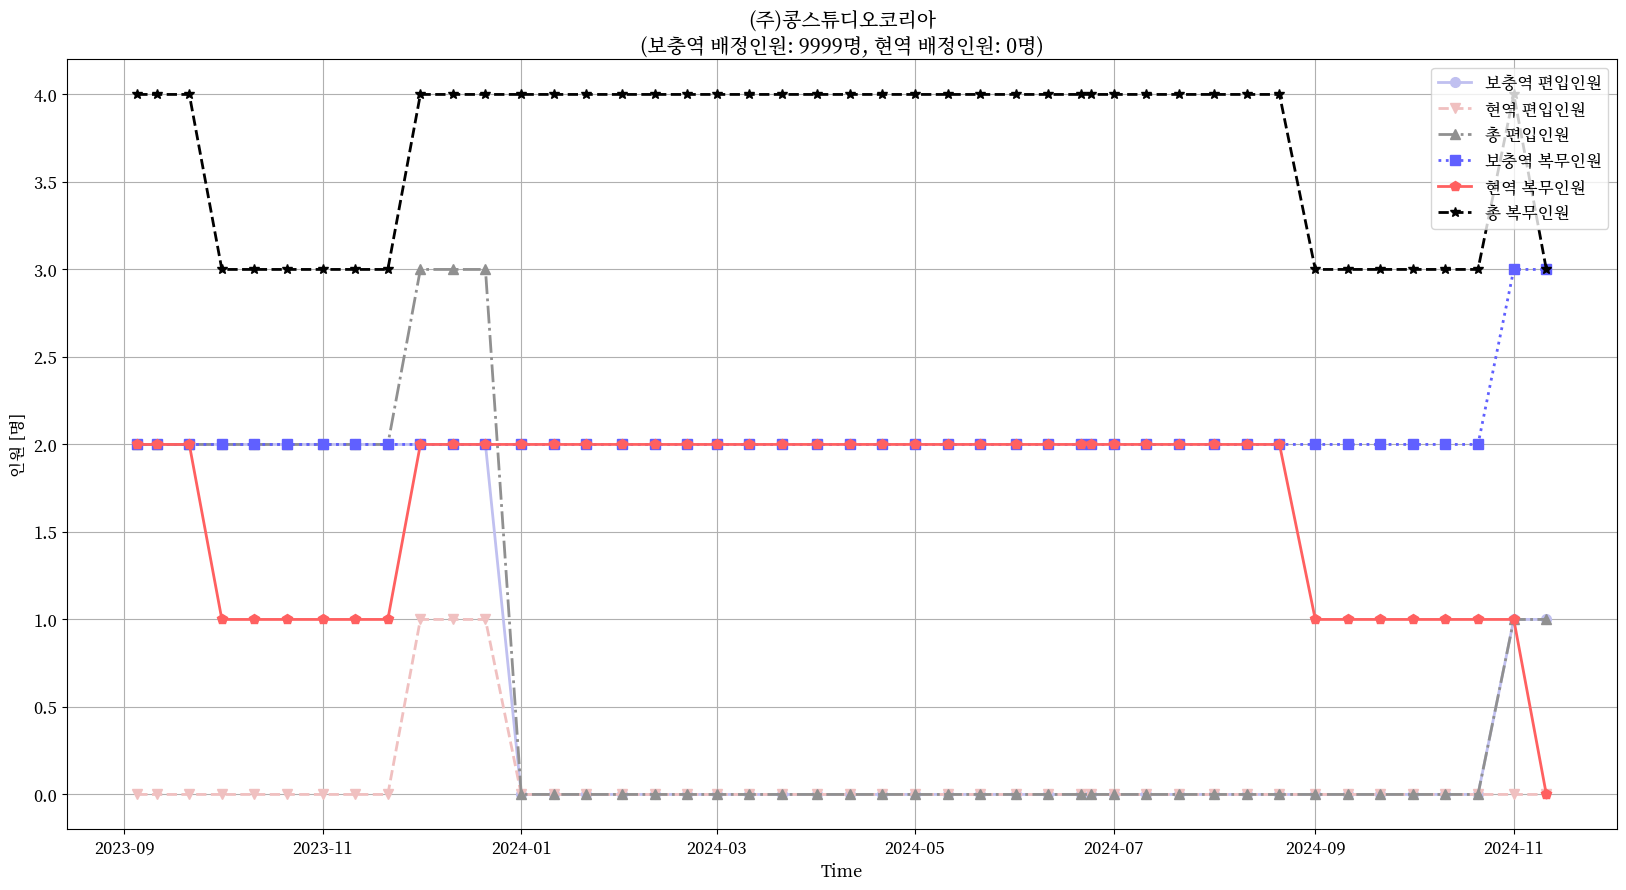 (주)콩스튜디오코리아
(보충역 배정인원: 9999명, 현역 배정인원: 0명)
보충역 편입인원
현역 편입인원
총 편입인원
보충역 복무인원
현역 복무인원
총 복무인원
인원 [명]
4.0
3.5
3.0
2.5
2.0
1.5
1.0
0.5
0.0
2023-09
2023-11
2024-01
2024-03
2024-05
2024-07
2024-09
2024-11
Time